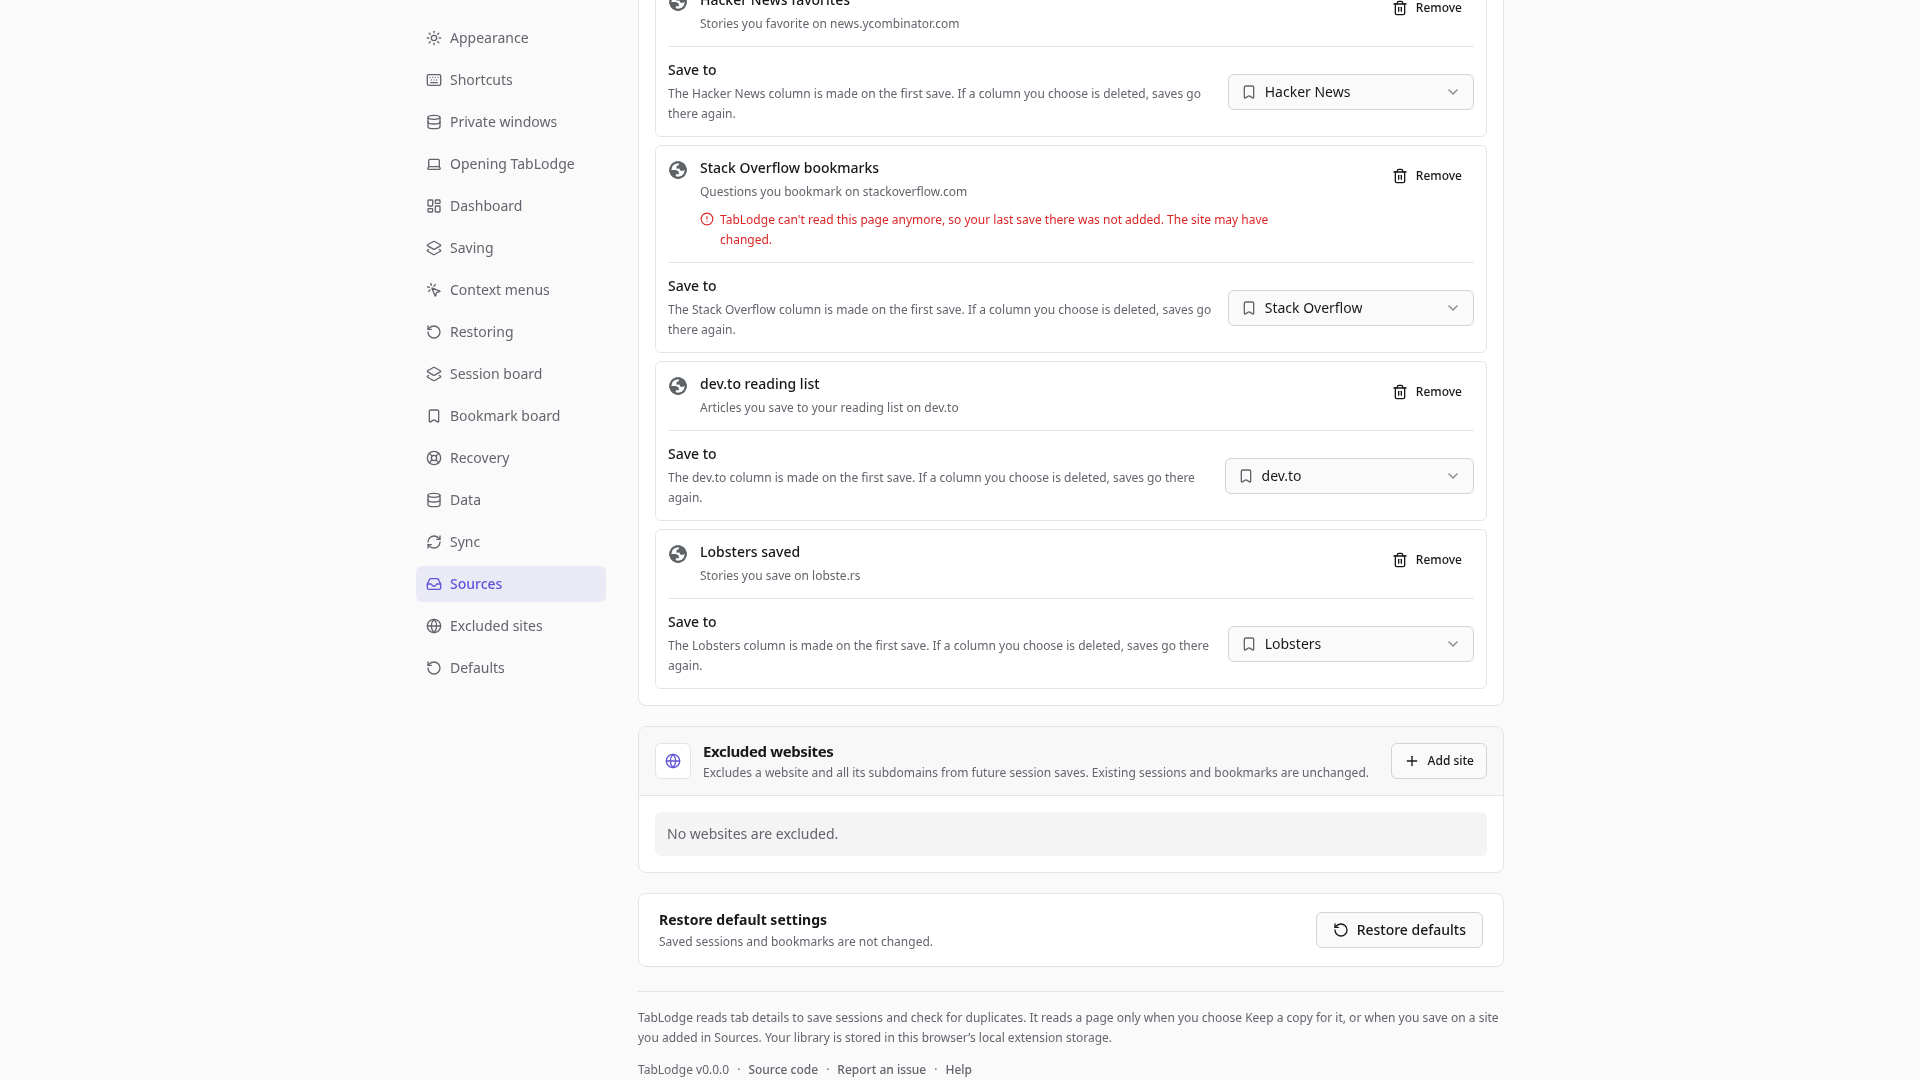 Appearance
Shortcuts
Private windows
Opening TabLodge
Dashboard
Saving
Context menus
Restoring
Session board
Bookmark board
Recovery
Data
Sync
Sources
Excluded sites
Defaults
Hacker News favorites
Stories you favorite on news.ycombinator.com
Remove
Save to
The Hacker News column is made on the first save. If a column you choose is deleted, saves go
there again.
Hacker News
Stack Overflow bookmarks
Questions you bookmark on stackoverflow.com
Remove
TabLodge can't read this page anymore, so your last save there was not added. The site may have
changed.
Save to
The Stack Overflow column is made on the first save. If a column you choose is deleted, saves go
there again.
Stack Overflow
dev.to reading list
Articles you save to your reading list on dev.to
Remove
Save to
The dev.to column is made on the first save. If a column you choose is deleted, saves go there
again.
dev.to
Lobsters saved
Stories you save on lobste.rs
Remove
Save to
The Lobsters column is made on the first save. If a column you choose is deleted, saves go there
again.
Lobsters
Excluded websites
Excludes a website and all its subdomains from future session saves. Existing sessions and bookmarks are unchanged.
Add site
No websites are excluded.
Restore default settings
Saved sessions and bookmarks are not changed.
Restore defaults
TabLodge reads tab details to save sessions and check for duplicates. It reads a page only when you choose Keep a copy for it, or when you save on a site
you added in Sources. Your library is stored in this browser’s local extension storage.
TabLodge v0.0.0 · Source code · Report an issue · Help